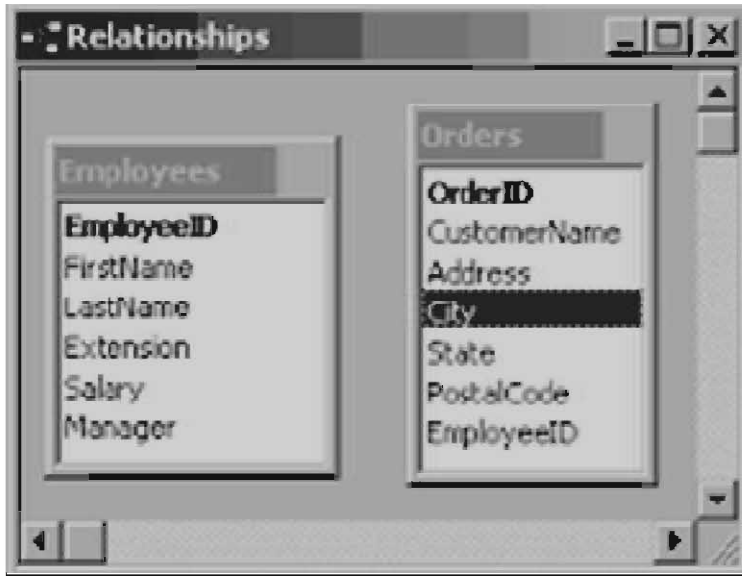 Relationships
Employees
EmployeeID
FirstName
LastName
Extension
Salary
Manager
Orders
OrderID
CustomerName
Address
City
State
PostalCode
EmployeeID